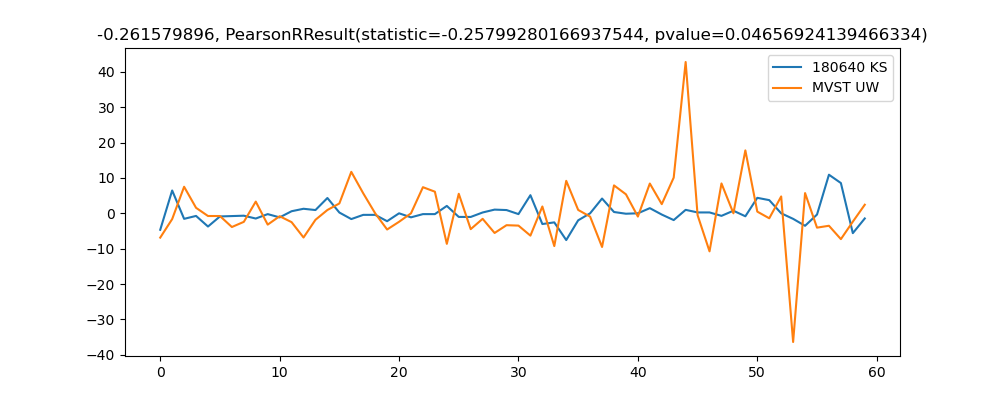 -0.261579896, PearsonRResult(statistic=-0.25799280166937544, pvalue=0.04656924139466334)
180640 KS
MVST UW
40
30
20
10
0
−10
−20
−30
−40
0 10 20 30 40 50 60